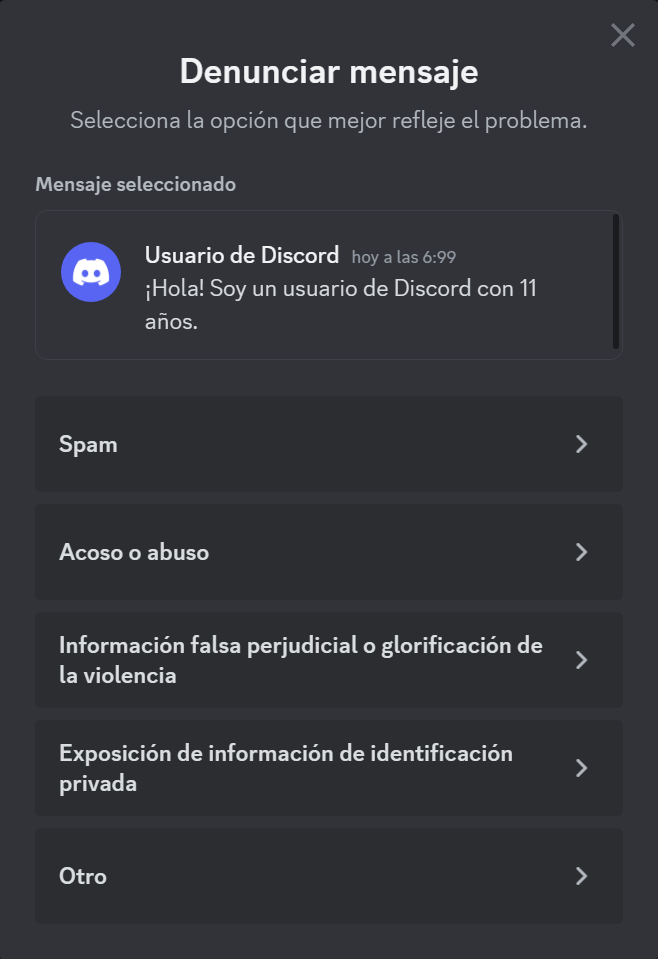 Denunciar mensaje
Selecciona la opción que mejor refleje el problema.
Mensaje seleccionado
Usuario de Discord hoy a las 6:99
¡Hola! Soy un usuario de Discord con 11
años.
Spam
Acoso o abuso
Información falsa perjudicial o glorificación de
la violencia
Exposición de información de identificación
privada
Otro